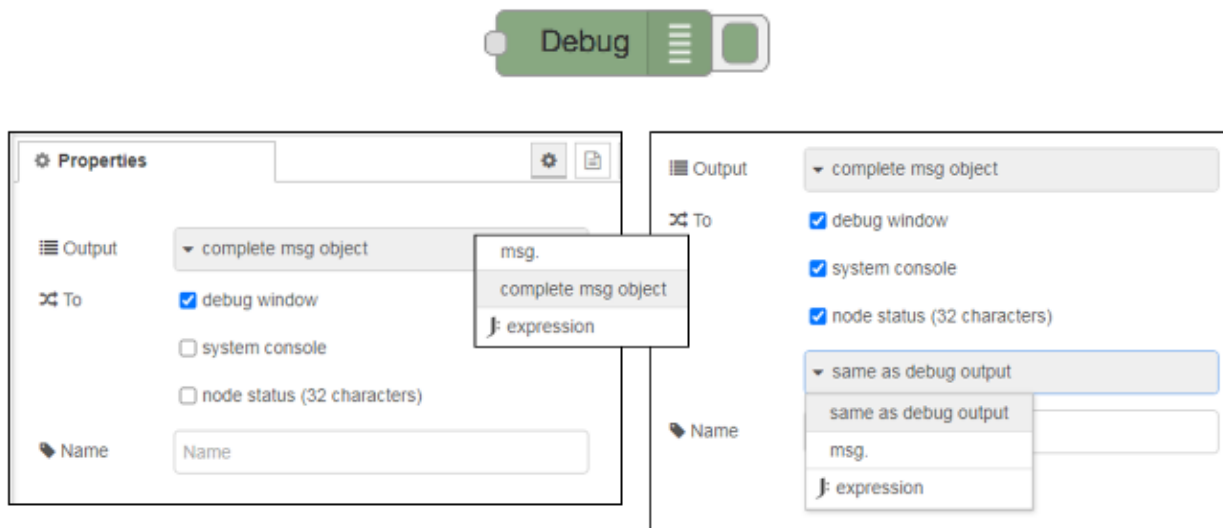 Debug
Properties
Output
complete msg object
To
debug window
system console
node status (32 characters)
Name
Name
msg.
complete msg object
expression
Output
complete msg object
To
debug window
system console
node status (32 characters)
same as debug output
same as debug output
msg.
expression
Name